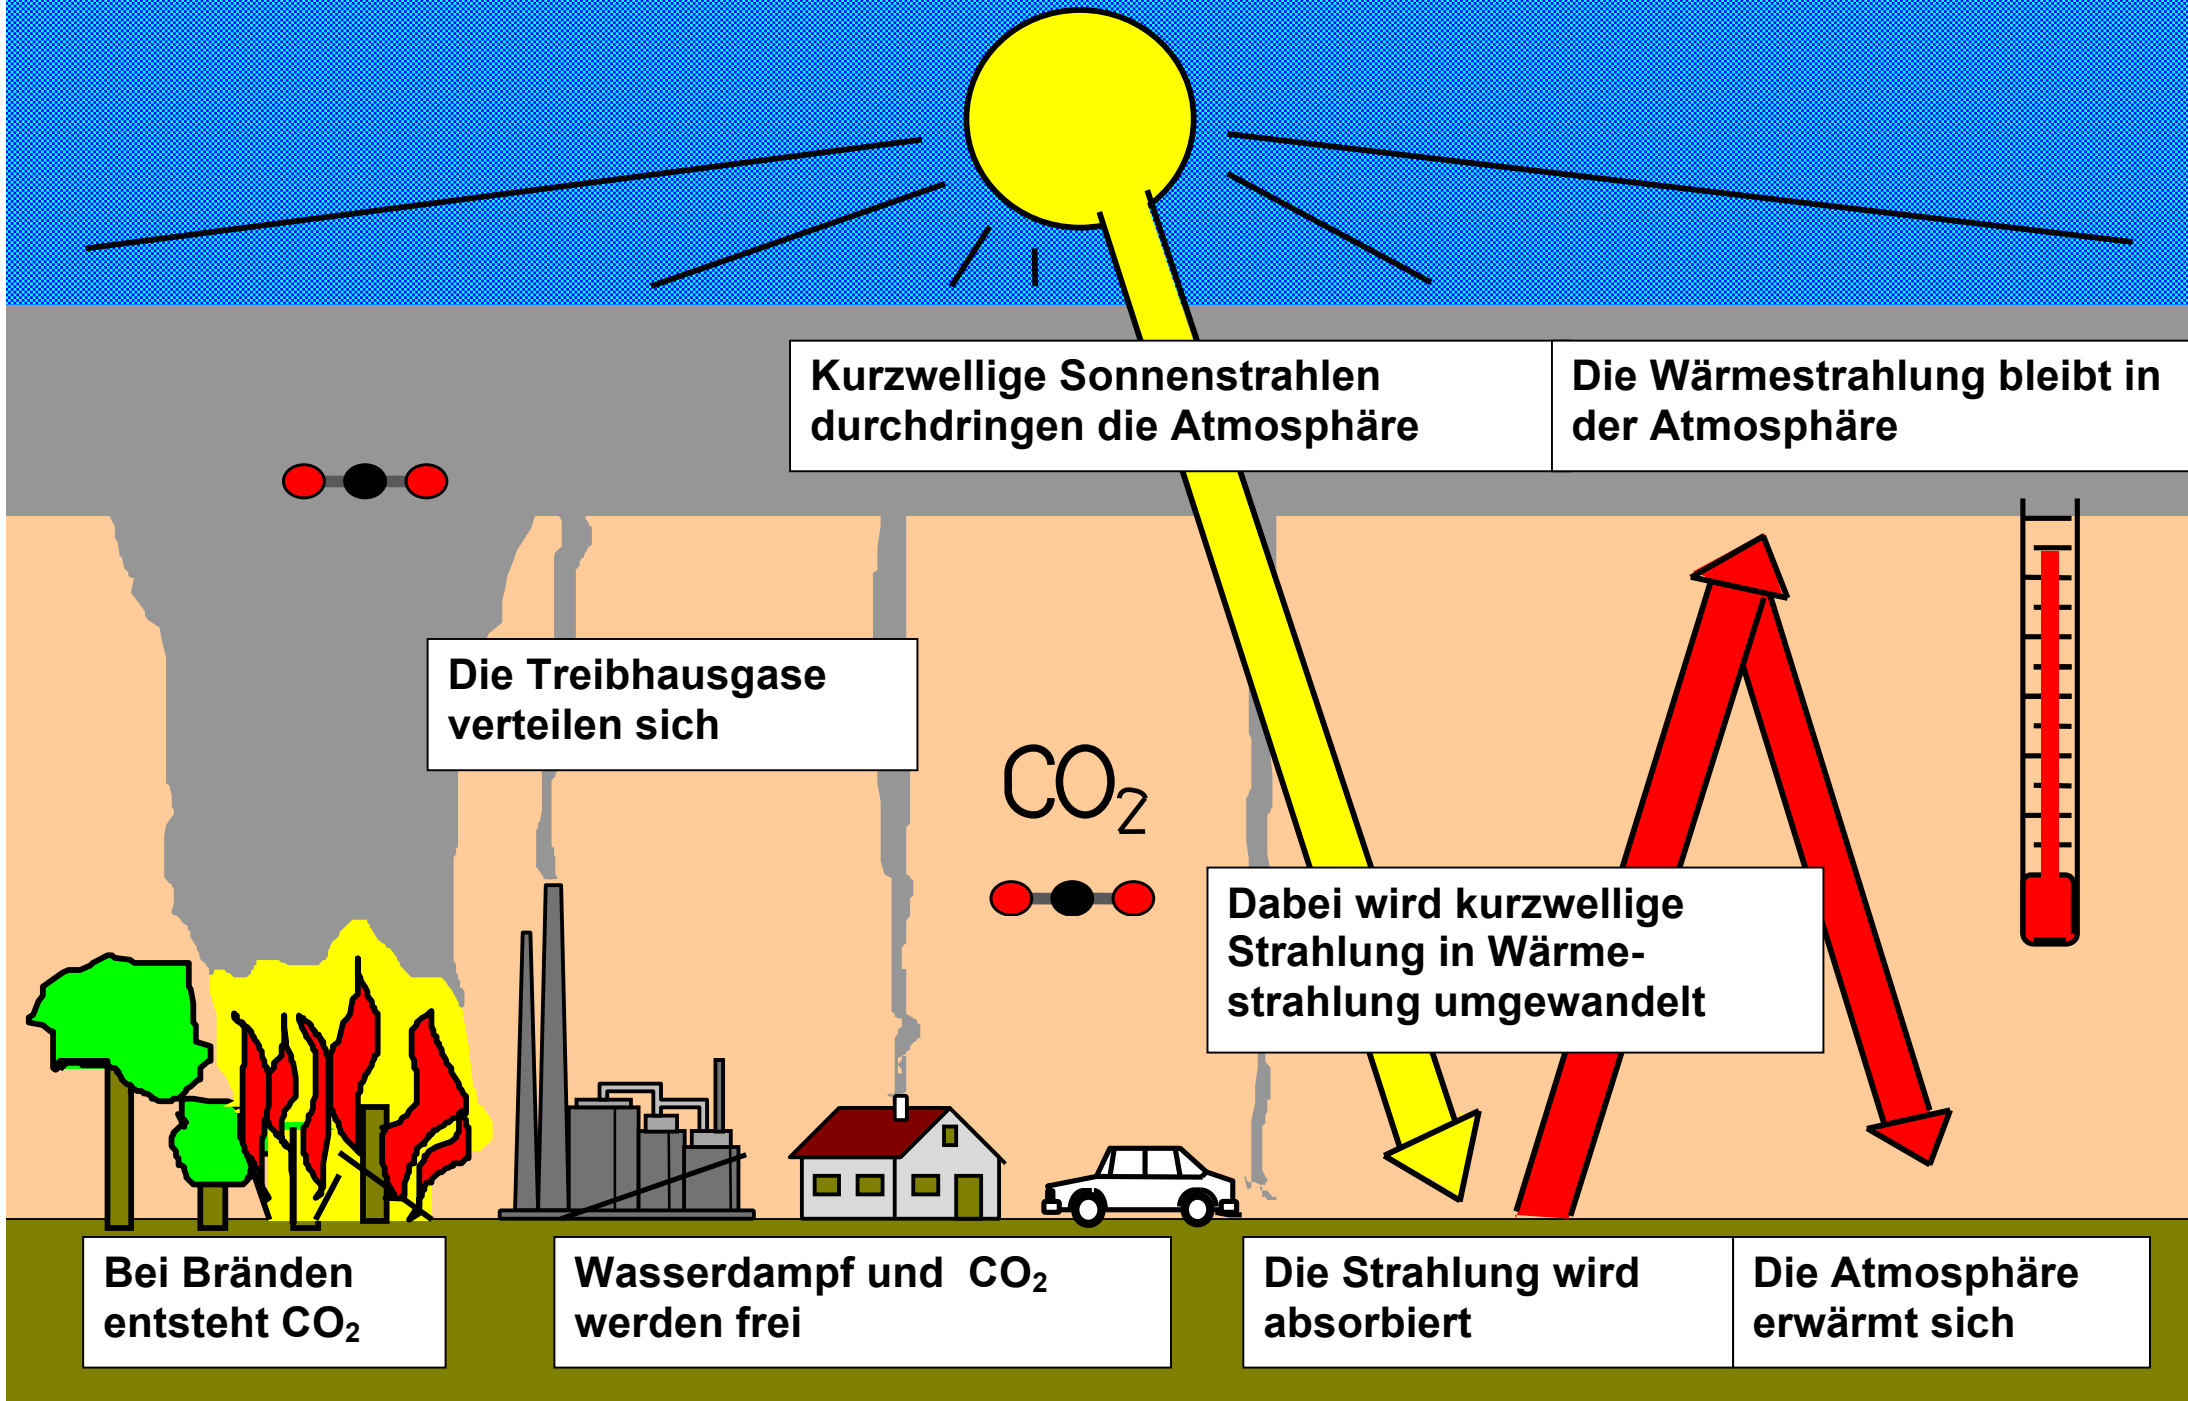 Kurzwellige Sonnenstrahlen
durchdringen die Atmosphäre
Die Wärmestrahlung bleibt in
der Atmosphäre
Die Treibhausgase
verteilen sich
CO₂
Dabei wird kurzwellige
Strahlung in Wärme-
strahlung umgewandelt
Bei Bränden
entsteht CO₂
Wasserdampf und CO₂
werden frei
Die Strahlung wird
absorbiert
Die Atmosphäre
erwärmt sich